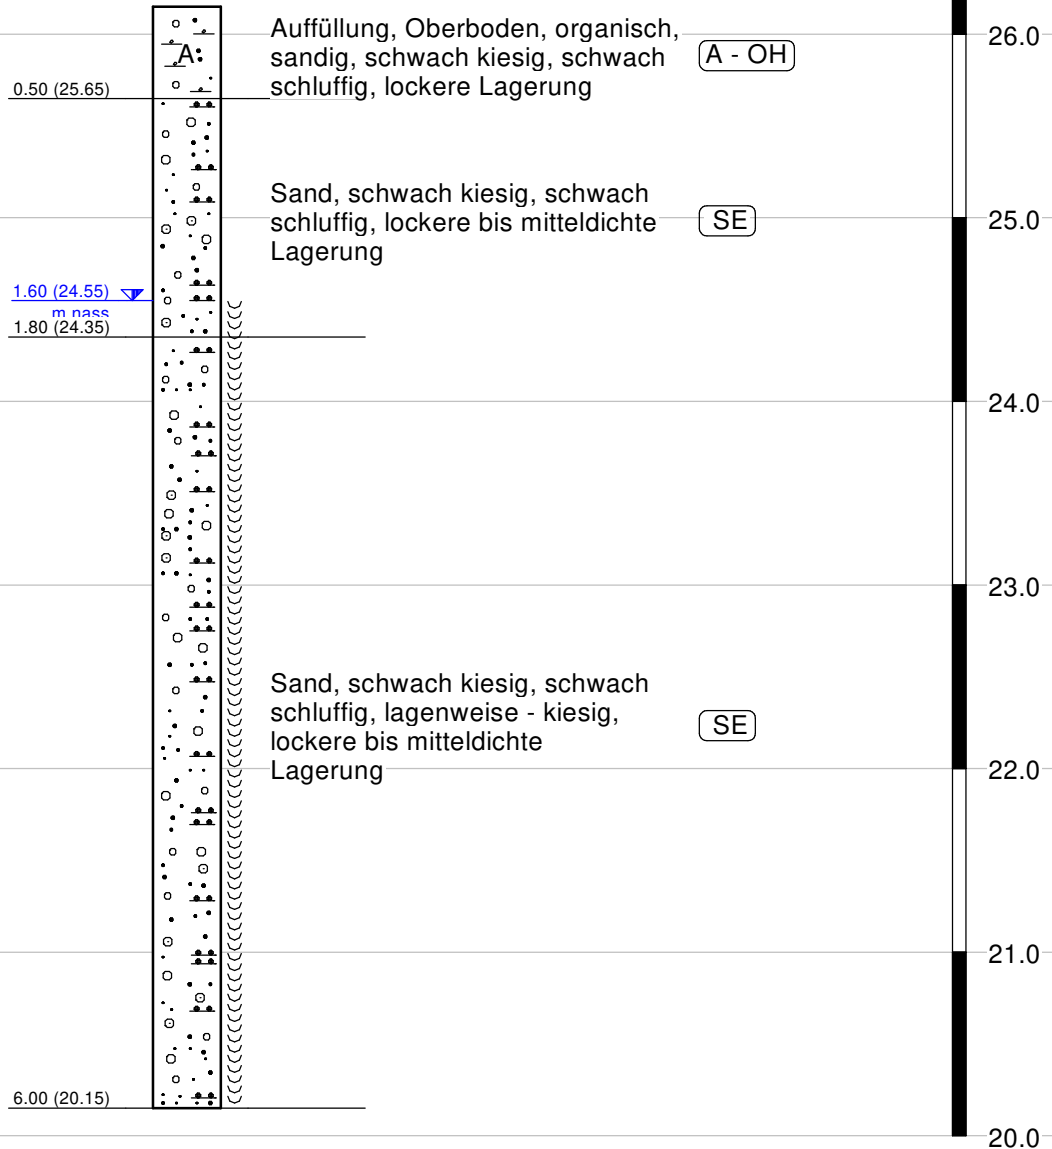 Auffüllung, Oberboden, organisch,
sandig, schwach kiesig, schwach
schluffig, lockere Lagerung
A - OH
A
26.0
0.50 (25.65)
Sand, schwach kiesig, schwach
schluffig, lockere bis mitteldichte
Lagerung
SE
25.0
1.60 (24.55)
m nass
1.80 (24.35)
24.0
23.0
Sand, schwach kiesig, schwach
schluffig, lagenweise - kiesig,
lockere bis mitteldichte
Lagerung
SE
22.0
21.0
6.00 (20.15)
20.0